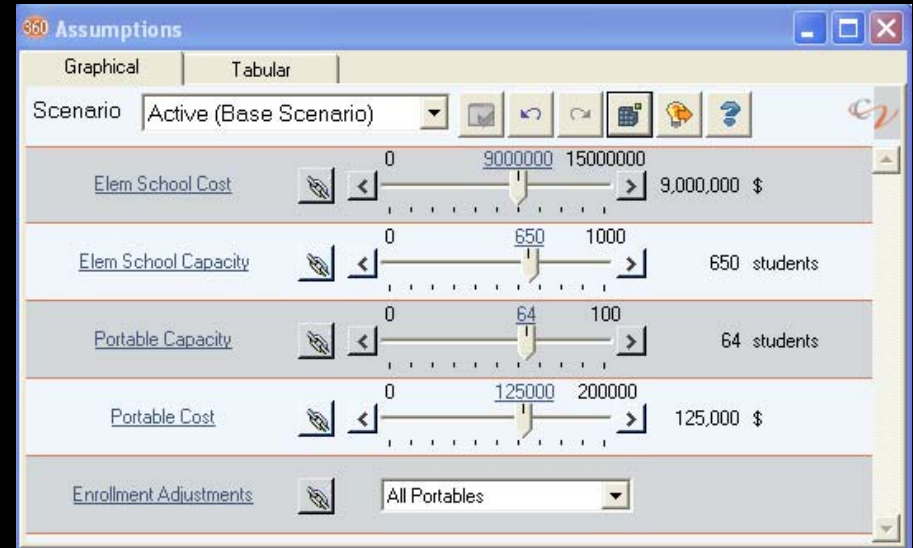 360 Assumptions
Graphical Tabular
Scenario Active (Base Scenario)
0 9000000 15000000
Elem School Cost 9,000,000 $
0 650 1000
Elem School Capacity 650 students
0 64 100
Portable Capacity 64 students
0 125000 200000
Portable Cost 125,000 $
Enrollment Adjustments All Portables